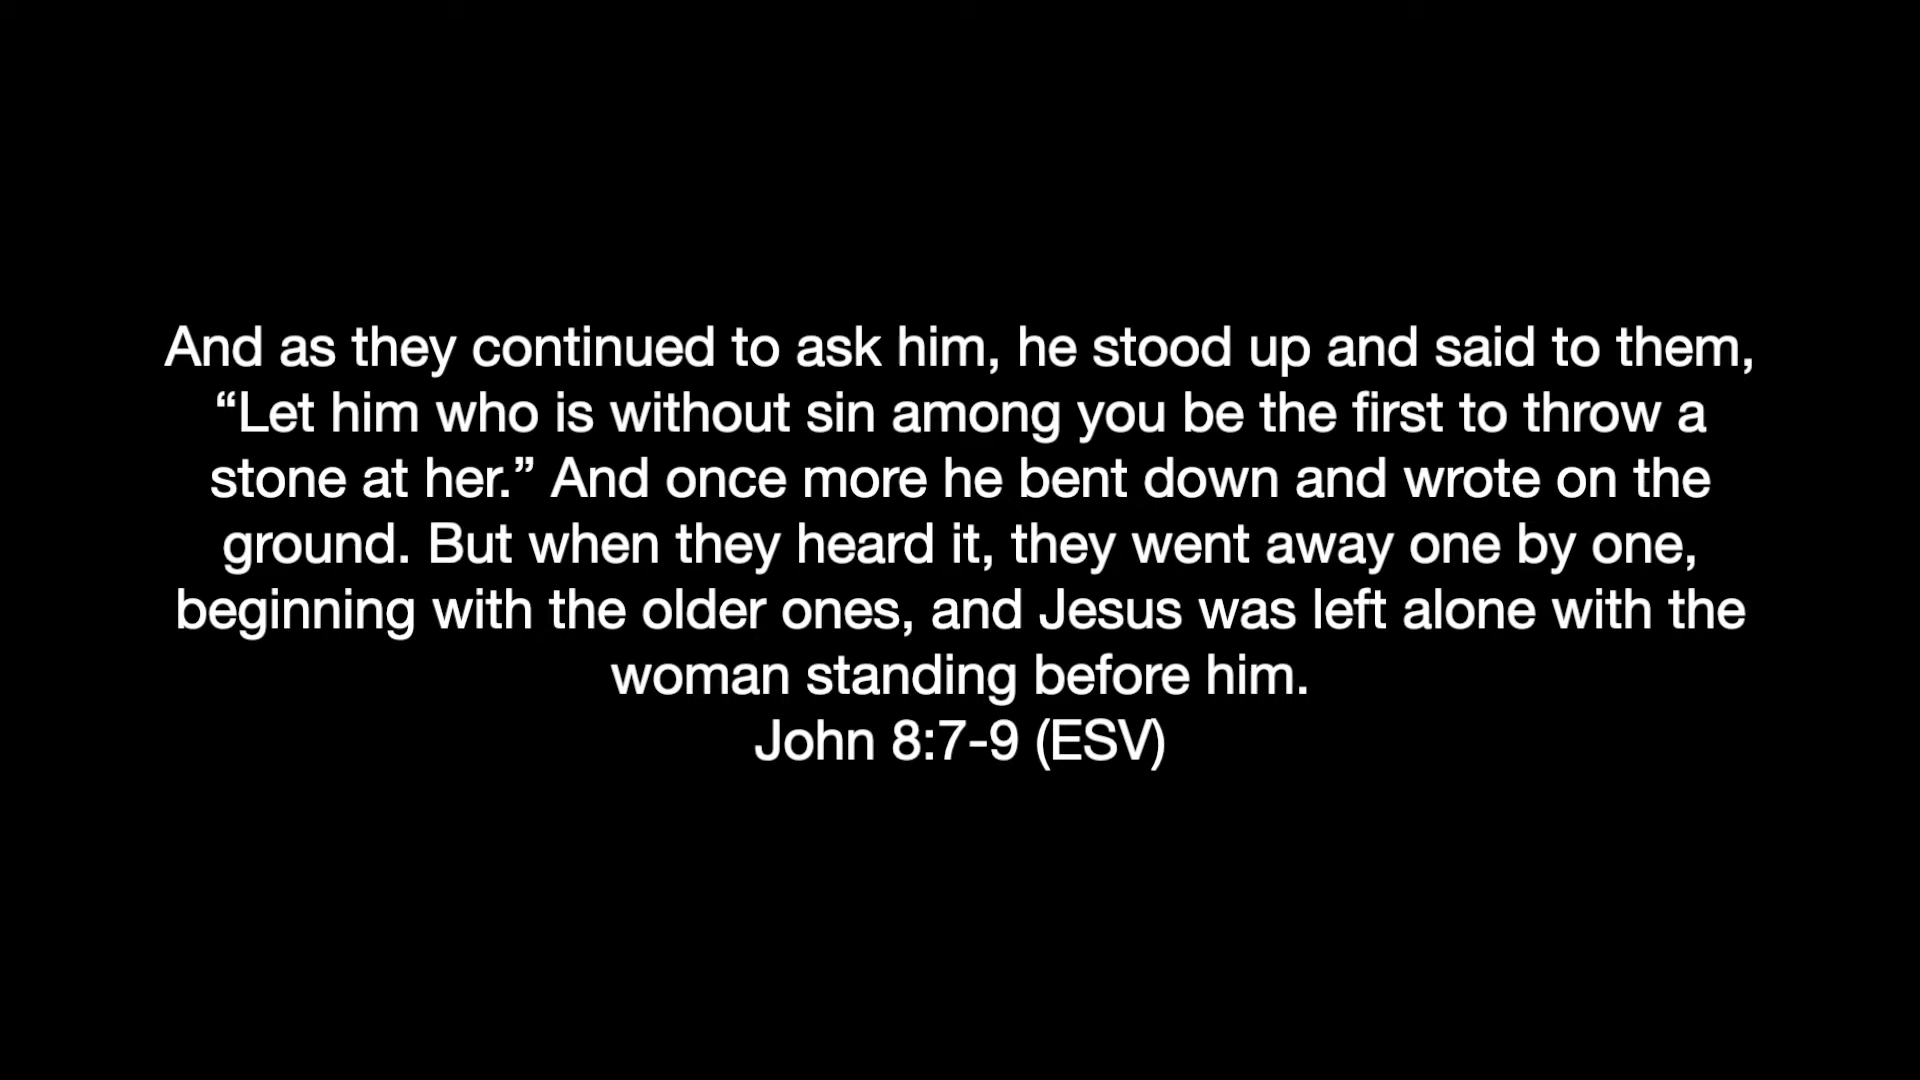 And as they continued to ask him, he stood up and said to them,
“Let him who is without sin among you be the first to throw a
stone at her.” And once more he bent down and wrote on the
ground. But when they heard it, they went away one by one,
beginning with the older ones, and Jesus was left alone with the
woman standing before him.
John 8:7-9 (ESV)